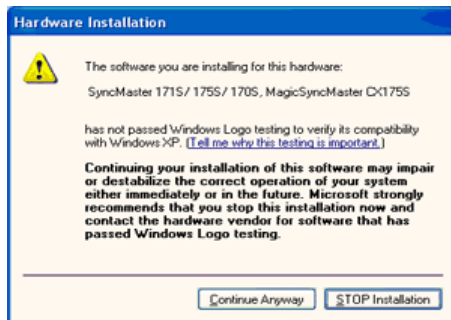 Hardware Installation
The software you are installing for this hardware:
SyncMaster 171S/ 175S/ 170S, MagicSyncMaster CX175S
has not passed Windows Logo testing to verify its compatibility
with Windows XP. (Tell me why this testing is important.)
Continuing your installation of this software may impair
or destabilize the correct operation of your system
either immediately or in the future. Microsoft strongly
recommends that you stop this installation now and
contact the hardware vendor for software that has
passed Windows Logo testing.
Continue Anyway STOP Installation